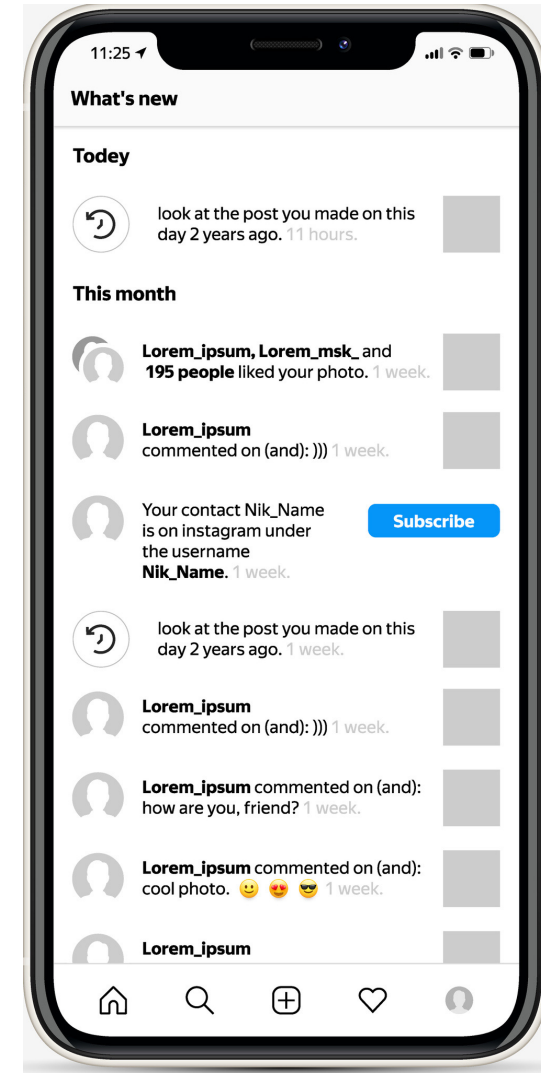 11:25
What's new
Todey
look at the post you made on this
day 2 years ago. 11 hours.
This month
Lorem_ipsum, Lorem_msk_ and
195 people liked your photo. 1 week.
Lorem_ipsum
commented on (and): ))) 1 week.
Your contact Nik_Name
is on instagram under
the username
Nik_Name. 1 week.
Subscribe
look at the post you made on this
day 2 years ago. 1 week.
Lorem_ipsum
commented on (and): ))) 1 week.
Lorem_ipsum commented on (and):
how are you, friend? 1 week.
Lorem_ipsum commented on (and):
cool photo. 🙂 😍 😎 1 week.
Lorem_ipsum